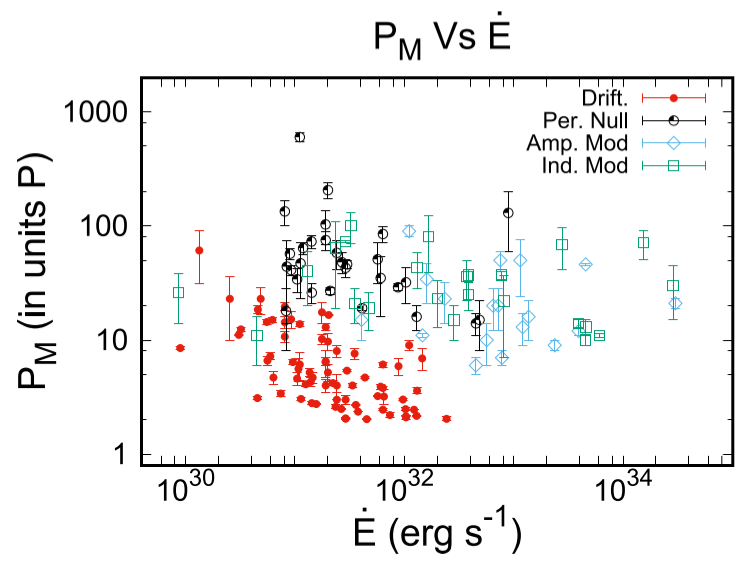 P_M Vs Ė
P_M (in units P)
1000
100
10
1
Drift.
Per. Null
Amp. Mod
Ind. Mod
10^30 10^32 10^34
Ė (erg s^-1)